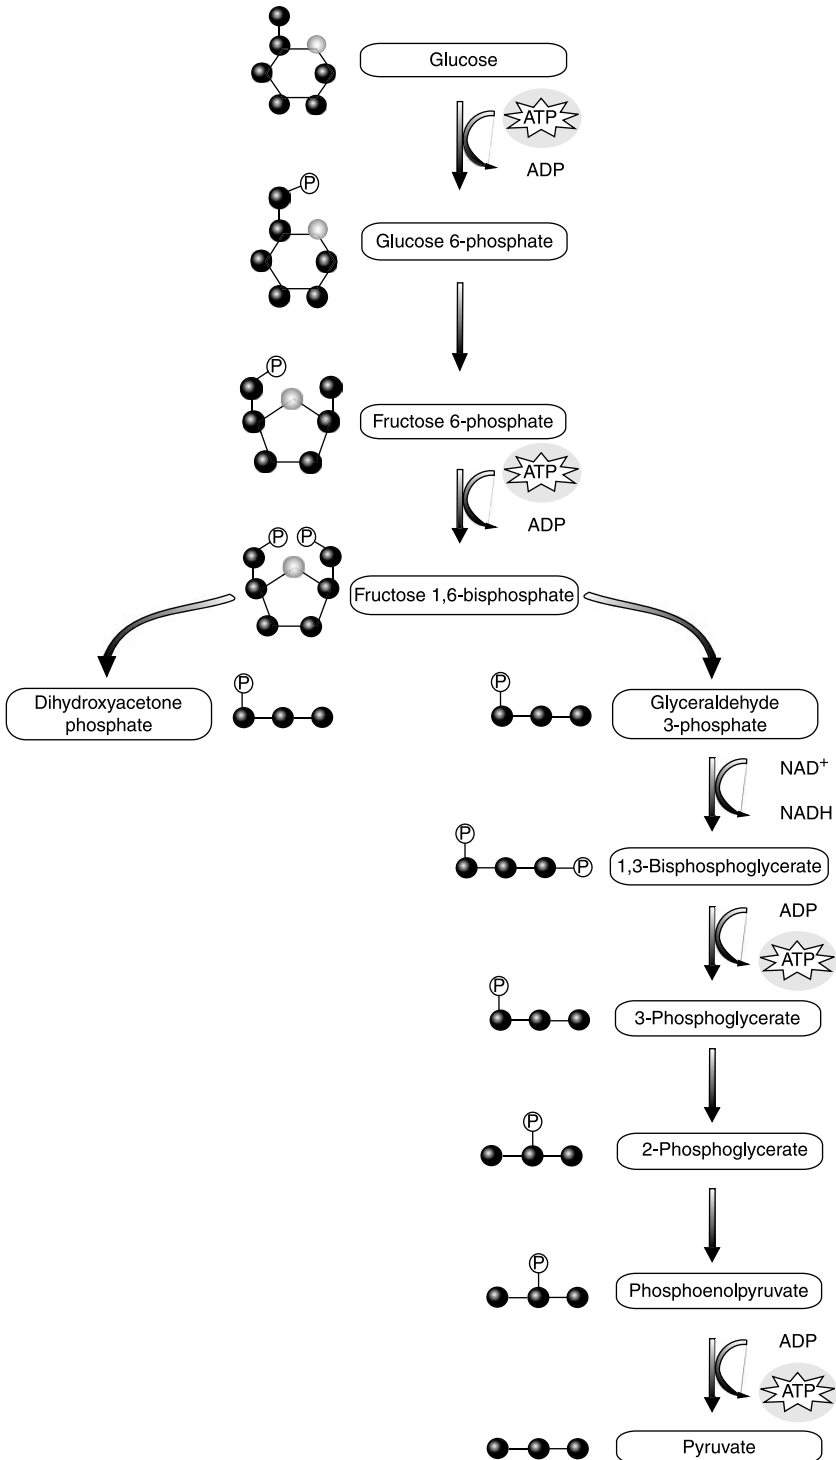 Glucose
ATP
ADP
P
Glucose 6-phosphate
P
Fructose 6-phosphate
ATP
ADP
P P
Fructose 1,6-bisphosphate
P
Dihydroxyacetone
phosphate
P
Glyceraldehyde
3-phosphate
NAD+
NADH
P
P
1,3-Bisphosphoglycerate
ADP
ATP
P
3-Phosphoglycerate
P
2-Phosphoglycerate
P
Phosphoenolpyruvate
ADP
ATP
Pyruvate